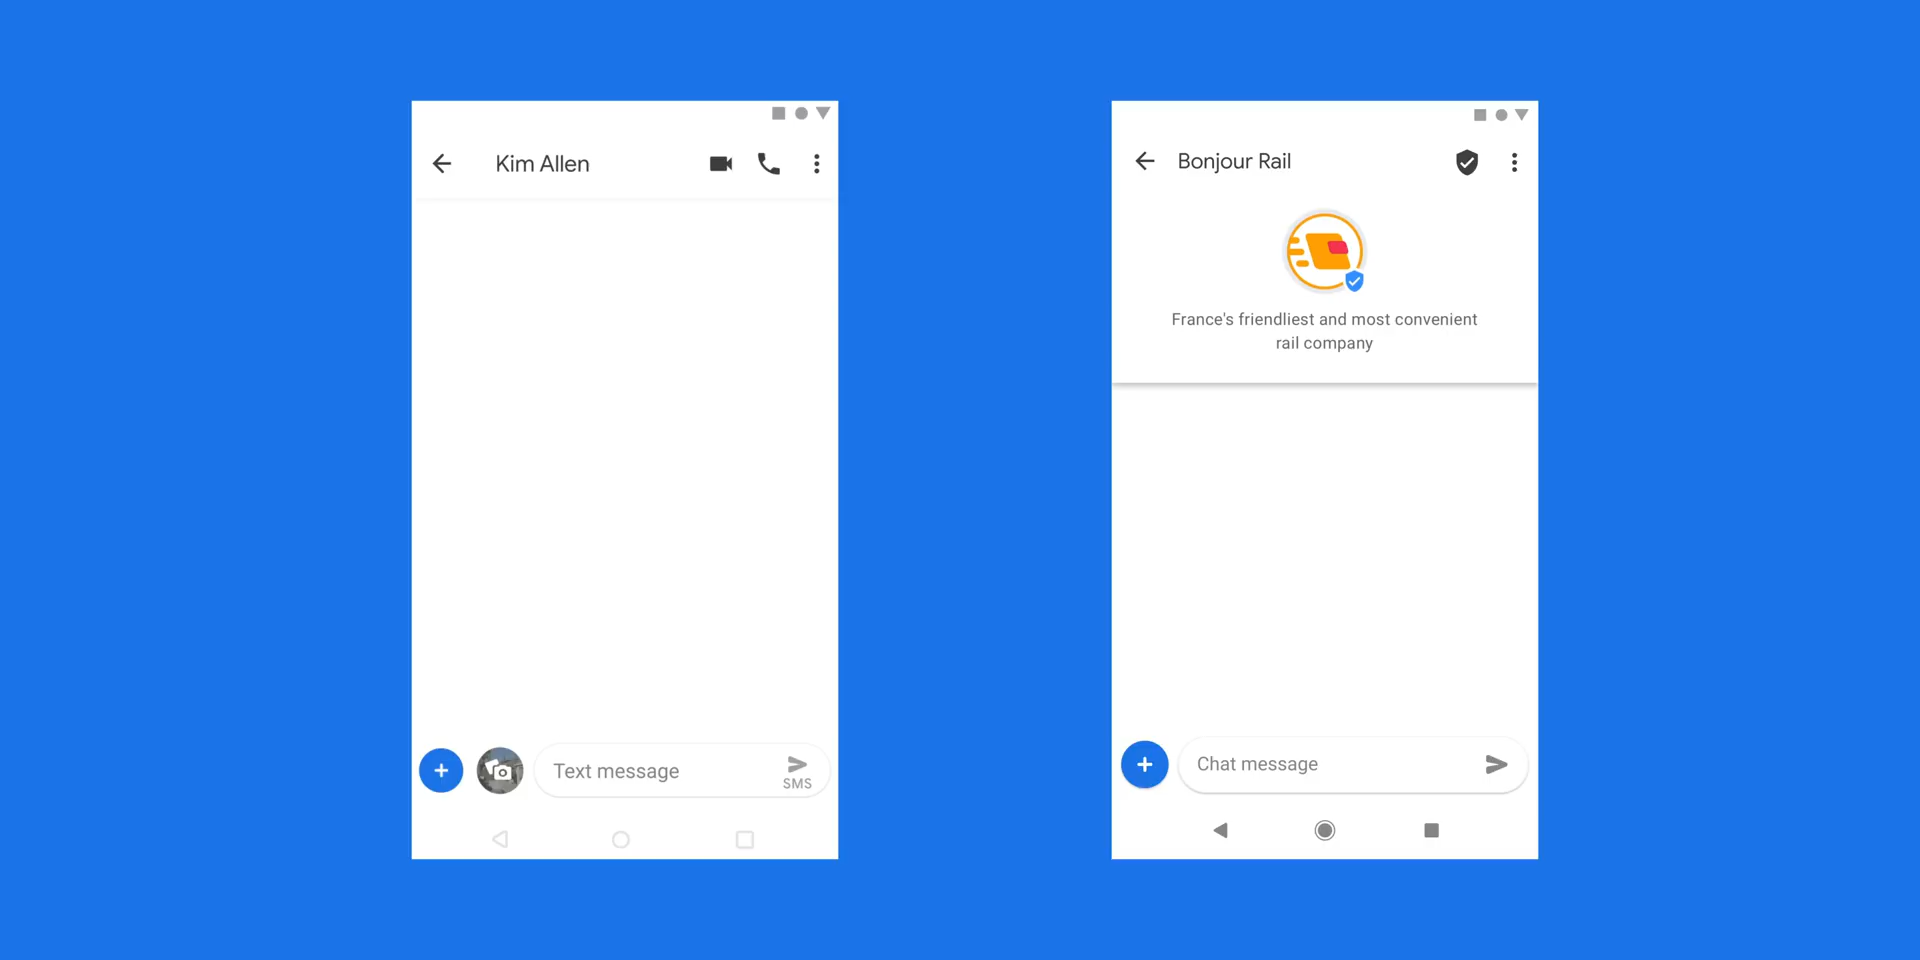 Kim Allen
Text message
SMS
Bonjour Rail
France's friendliest and most convenient
rail company
Chat message